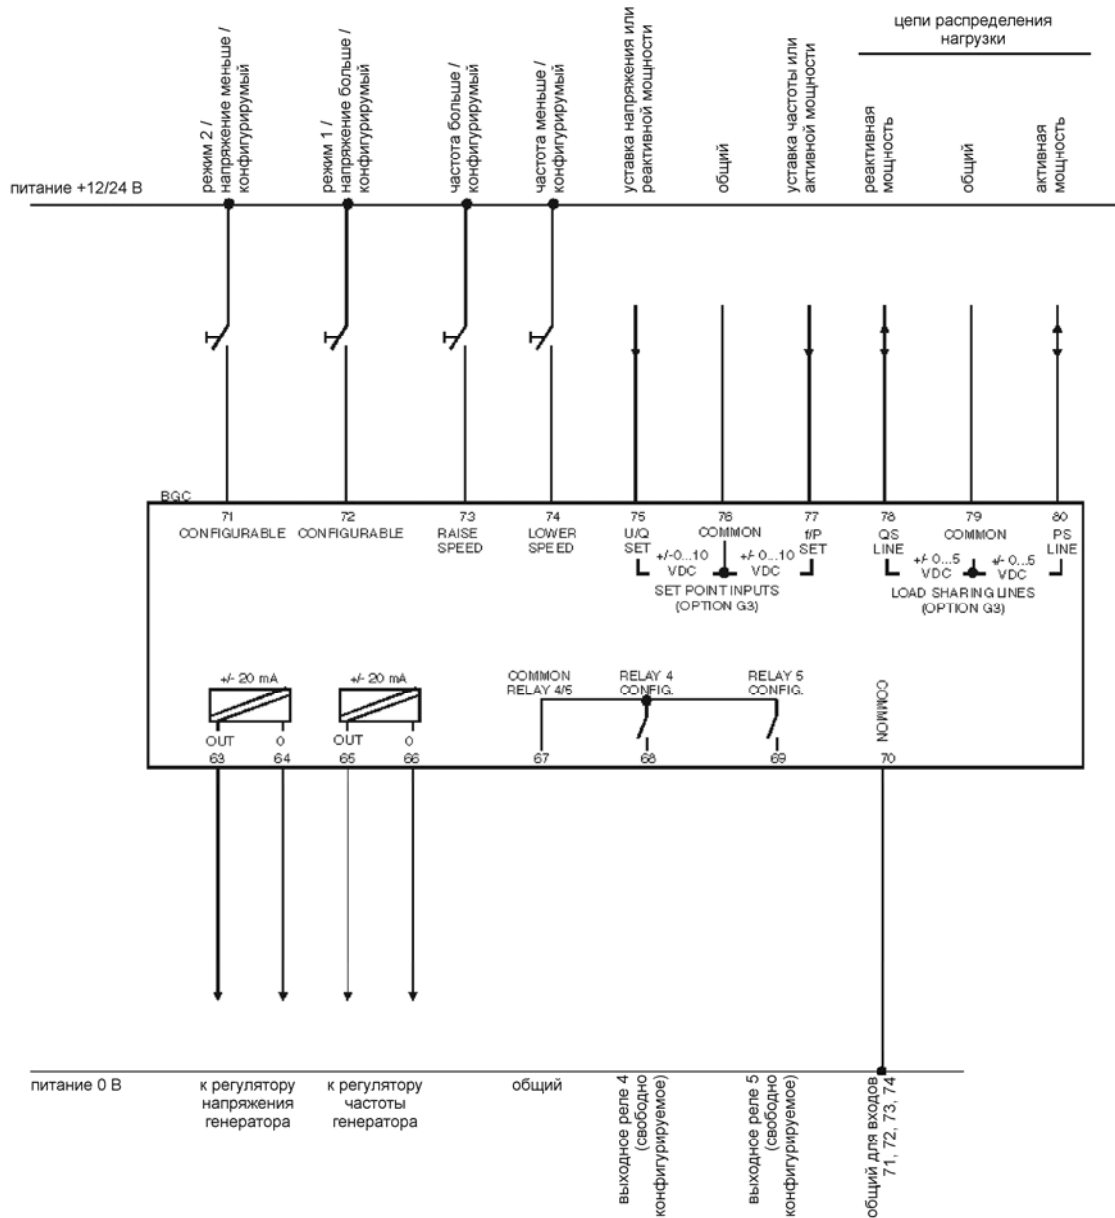 цепи распределения
нагрузки
режим 2 /
напряжение меньше /
конфигурирумый
режим 1 /
напряжение больше /
конфигурирумый
частота больше /
конфигурирумый
частота меньше /
конфигурирумый
уставка напряжения или
реактивной мощности
общий
уставка частоты или
активной мощности
реактивная
мощность
общий
активная
мощность
питание +12/24 В
BGC
71
CONFIGURABLE
72
CONFIGURABLE
73
RAISE
SPEED
74
LOWER
SPEED
75
U/Q
SET
76
COMMON
77
f/P
SET
78
QS
LINE
79
COMMON
80
PS
LINE
+/-0...10
VDC
+/-0...10
VDC
SET POINT INPUTS
(OPTION G3)
+/-0...5
VDC
+/-0...5
VDC
LOAD SHARING LINES
(OPTION G3)
+/- 20 mA
OUT
63
0
64
+/- 20 mA
OUT
65
0
66
COMMON
RELAY 4/5
67
RELAY 4
CONFIG.
68
RELAY 5
CONFIG.
69
COMMON
70
питание 0 В
к регулятору
напряжения
генератора
к регулятору
частоты
генератора
общий
выходное реле 4
(свободно
конфигурируемое)
выходное реле 5
(свободно
конфигурируемое)
общий для входов
71, 72, 73, 74